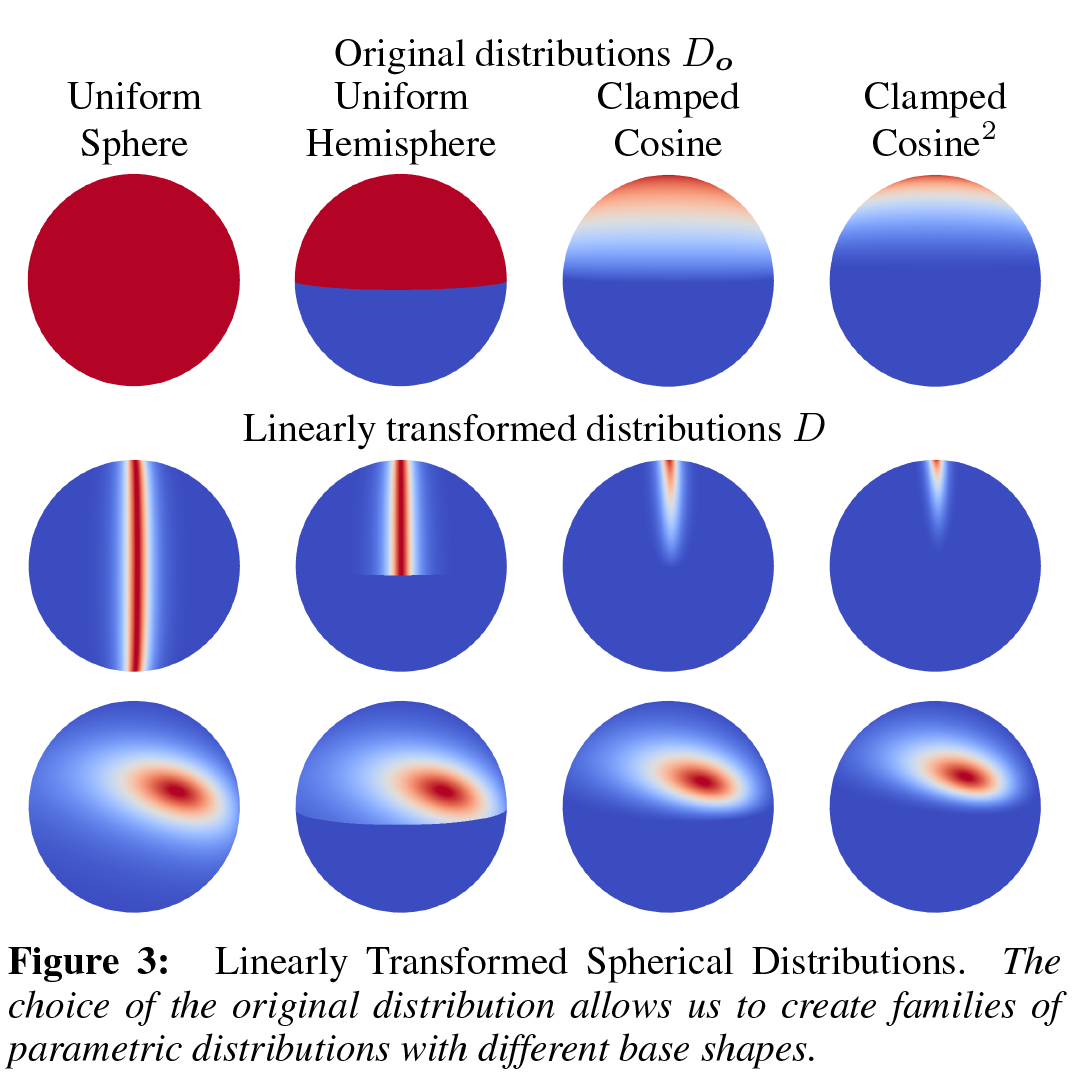 Original distributions Dₒ
Uniform Sphere
Uniform Hemisphere
Clamped Cosine
Clamped Cosine²
Linearly transformed distributions D
Figure 3: Linearly Transformed Spherical Distributions. The
choice of the original distribution allows us to create families of
parametric distributions with different base shapes.